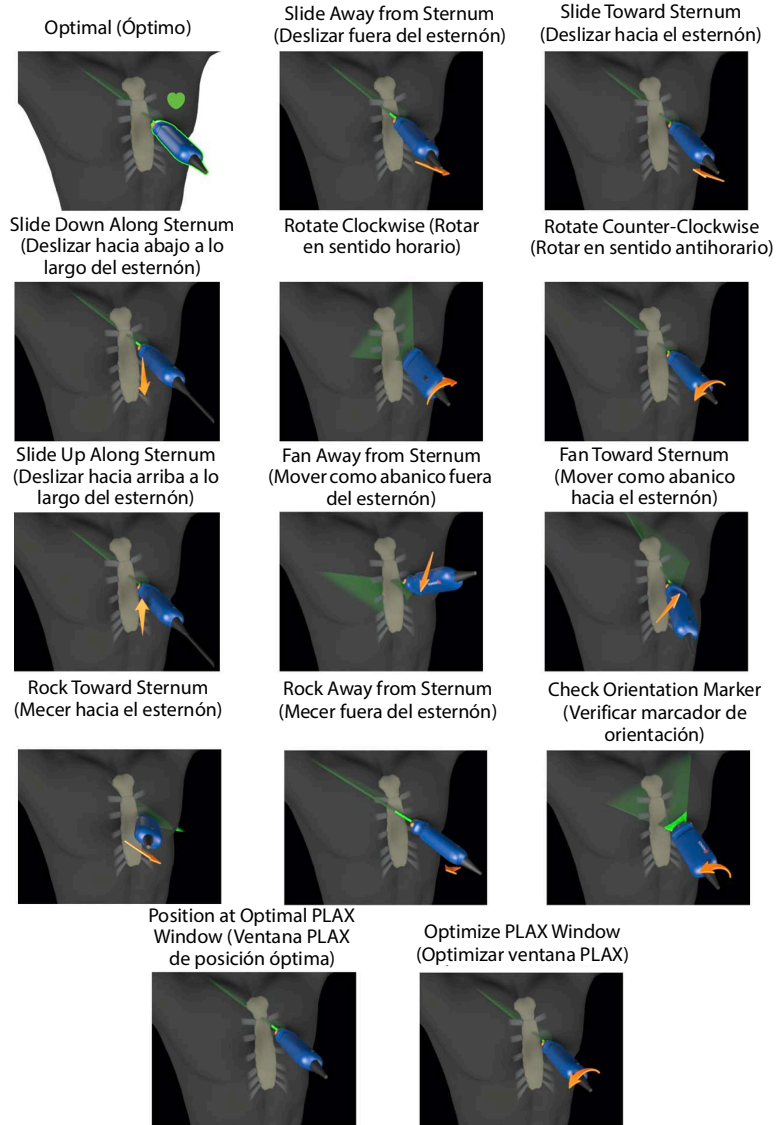 Optimal (Óptimo)
Slide Away from Sternum
(Deslizar fuera del esternón)
Slide Toward Sternum
(Deslizar hacia el esternón)
Slide Down Along Sternum
(Deslizar hacia abajo a lo
largo del esternón)
Rotate Clockwise (Rotar
en sentido horario)
Rotate Counter-Clockwise
(Rotar en sentido antihorario)
Slide Up Along Sternum
(Deslizar hacia arriba a lo
largo del esternón)
Fan Away from Sternum
(Mover como abanico fuera
del esternón)
Fan Toward Sternum
(Mover como abanico
hacia el esternón)
Rock Toward Sternum
(Mecer hacia el esternón)
Rock Away from Sternum
(Mecer fuera del esternón)
Check Orientation Marker
(Verificar marcador de
orientación)
Position at Optimal PLAX
Window (Ventana PLAX
de posición óptima)
Optimize PLAX Window
(Optimizar ventana PLAX)